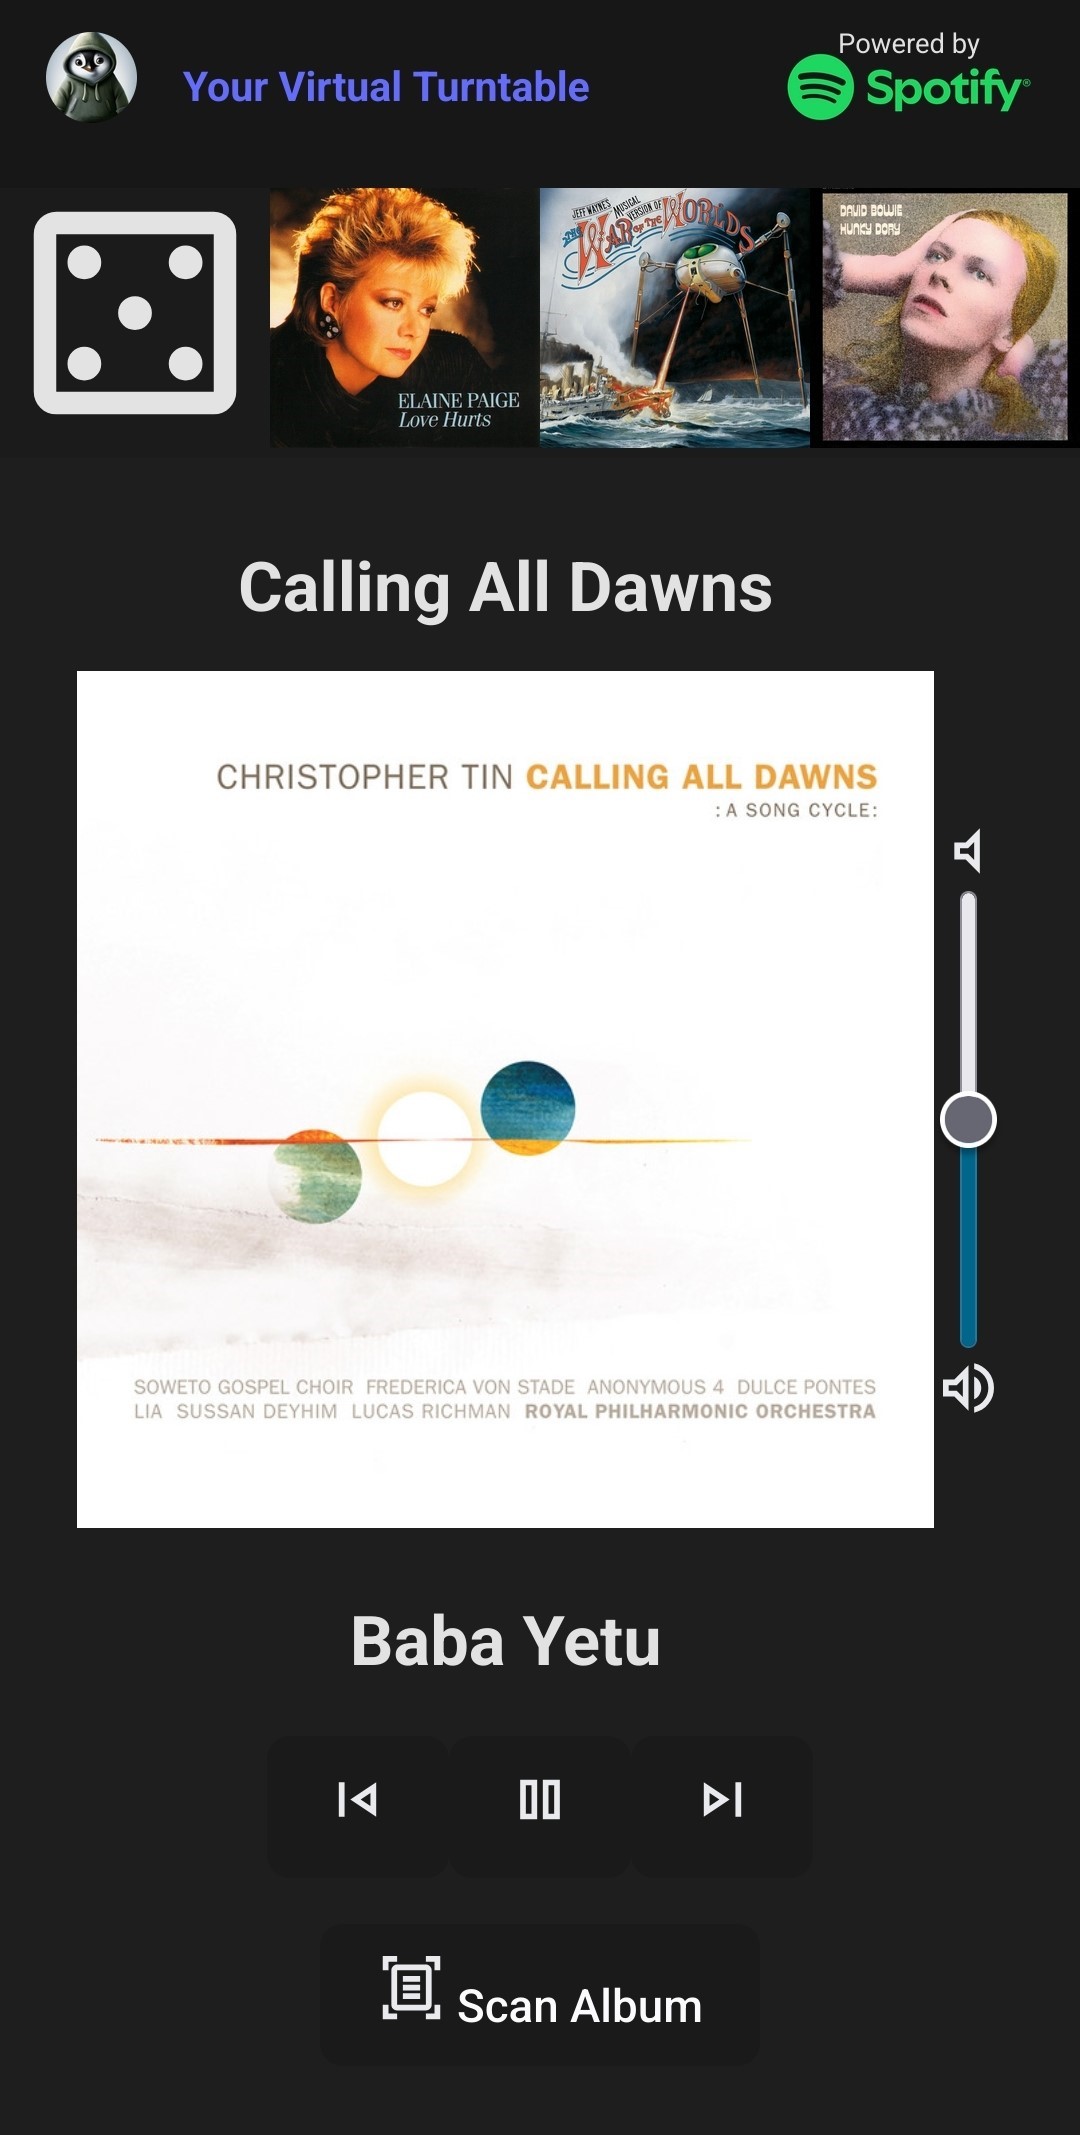 Powered by
Your Virtual Turntable
Spotify®
ELAINE PAIGE
Love Hurts
JEFF WAYNE'S MUSICAL
VERSION OF
THE WAR OF THE WORLDS
DAVID BOWIE
HUNKY DORY
Calling All Dawns
CHRISTOPHER TIN CALLING ALL DAWNS
: A SONG CYCLE:
SOWETO GOSPEL CHOIR FREDERICA VON STADE ANONYMOUS 4 DULCE PONTES
LIA SUSSAN DEYHIM LUCAS RICHMAN ROYAL PHILHARMONIC ORCHESTRA
Baba Yetu
Scan Album